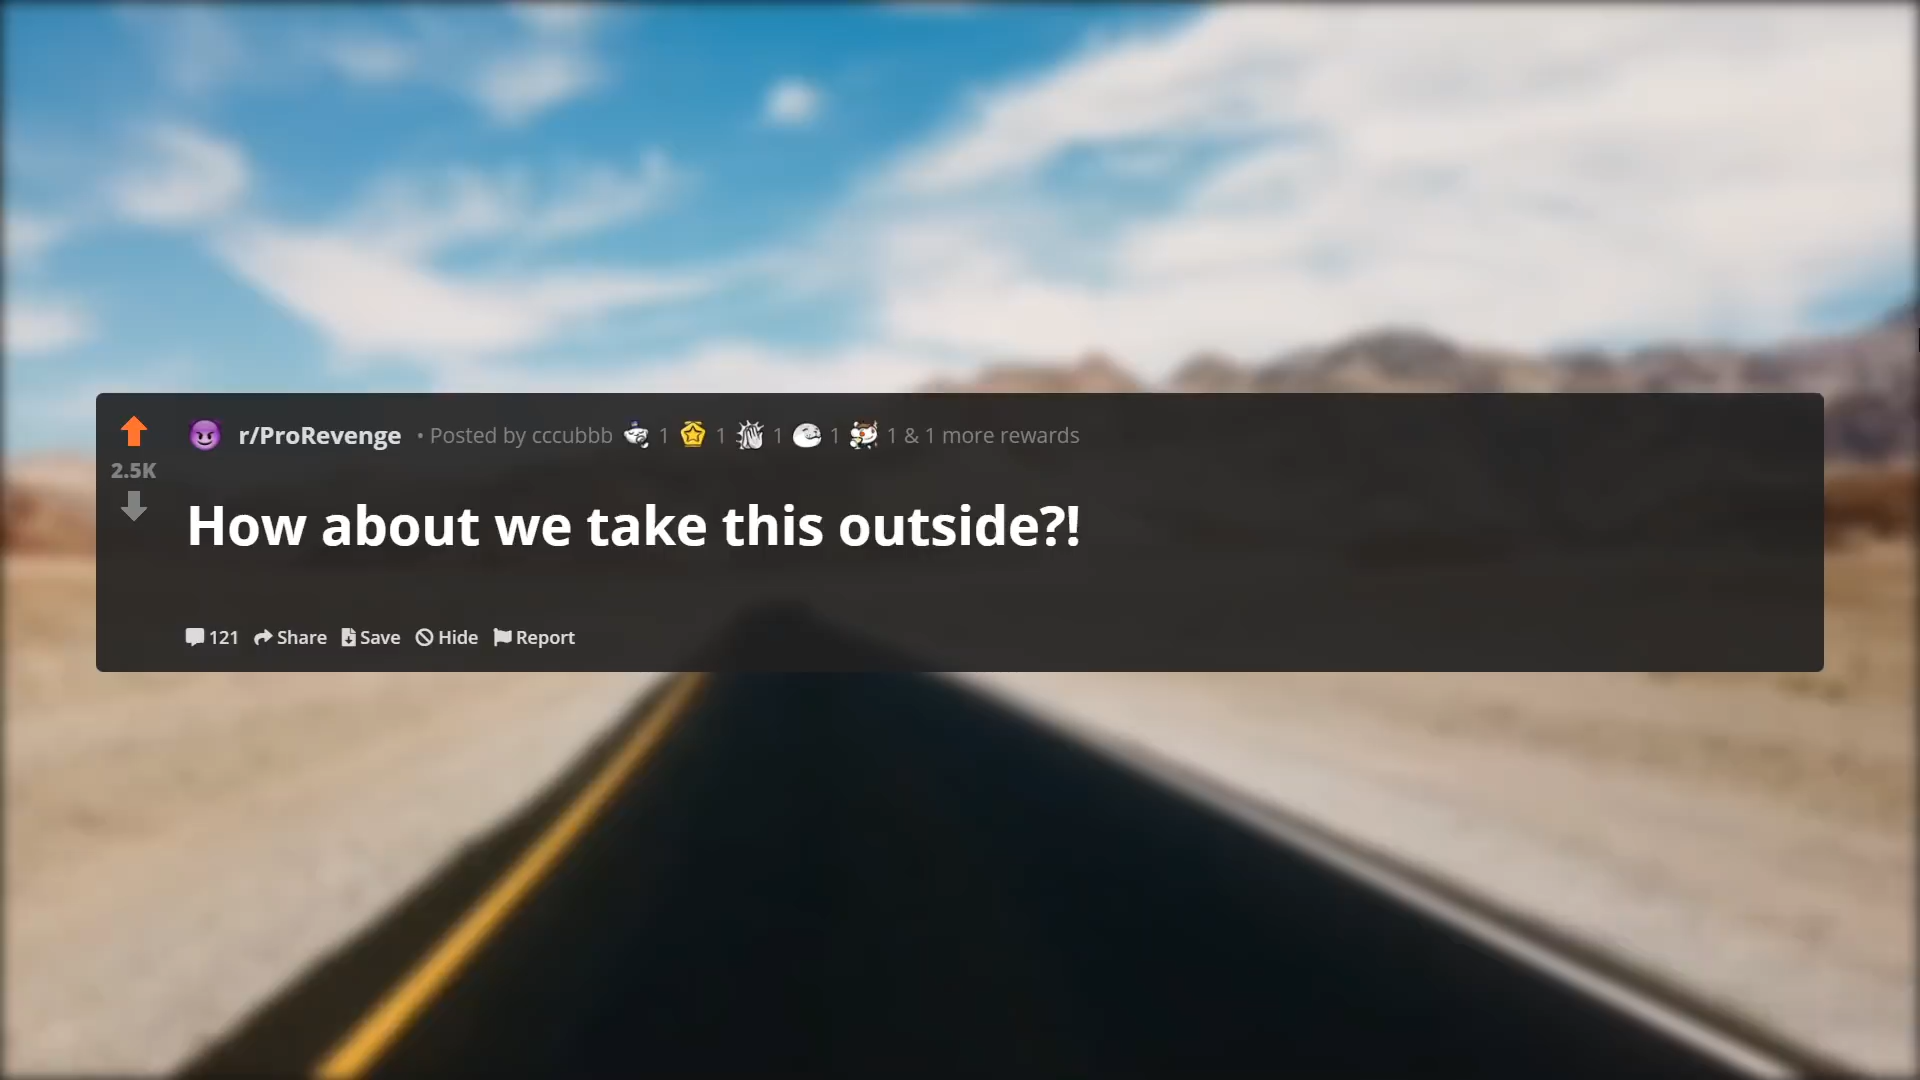 r/ProRevenge • Posted by cccubbb 1 1 1 1 1 & 1 more rewards
2.5K
How about we take this outside?!
121 Share Save Hide Report